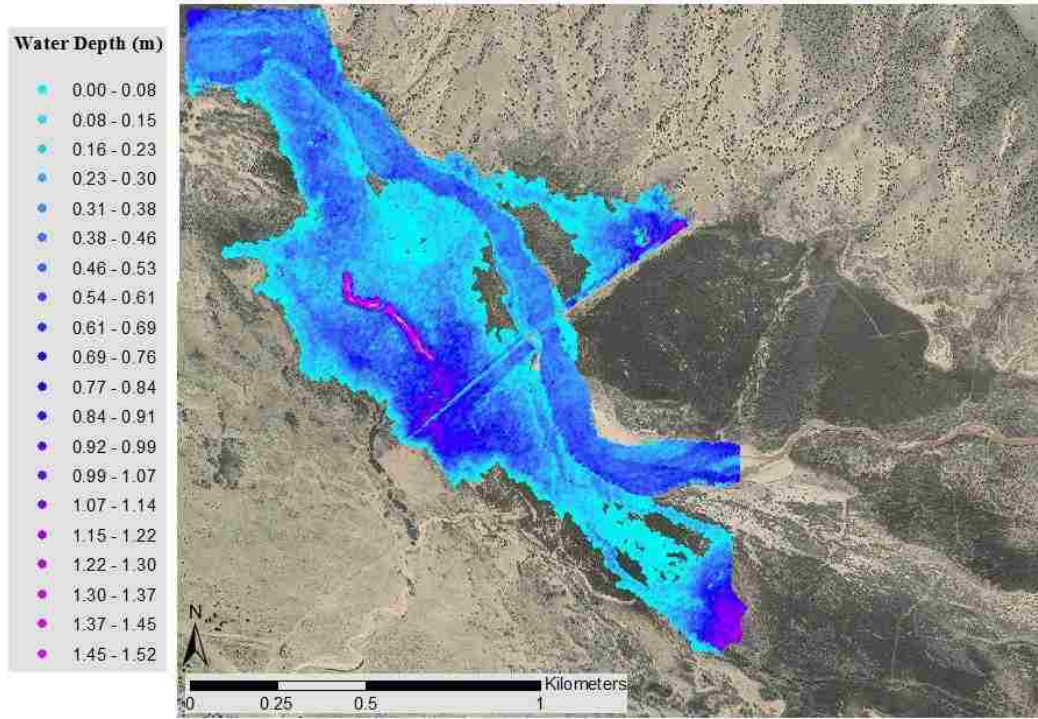 Water Depth (m)
0.00 - 0.08
0.08 - 0.15
0.16 - 0.23
0.23 - 0.30
0.31 - 0.38
0.38 - 0.46
0.46 - 0.53
0.54 - 0.61
0.61 - 0.69
0.69 - 0.76
0.77 - 0.84
0.84 - 0.91
0.92 - 0.99
0.99 - 1.07
1.07 - 1.14
1.15 - 1.22
1.22 - 1.30
1.30 - 1.37
1.37 - 1.45
1.45 - 1.52
N
Kilometers
0 0.25 0.5 1